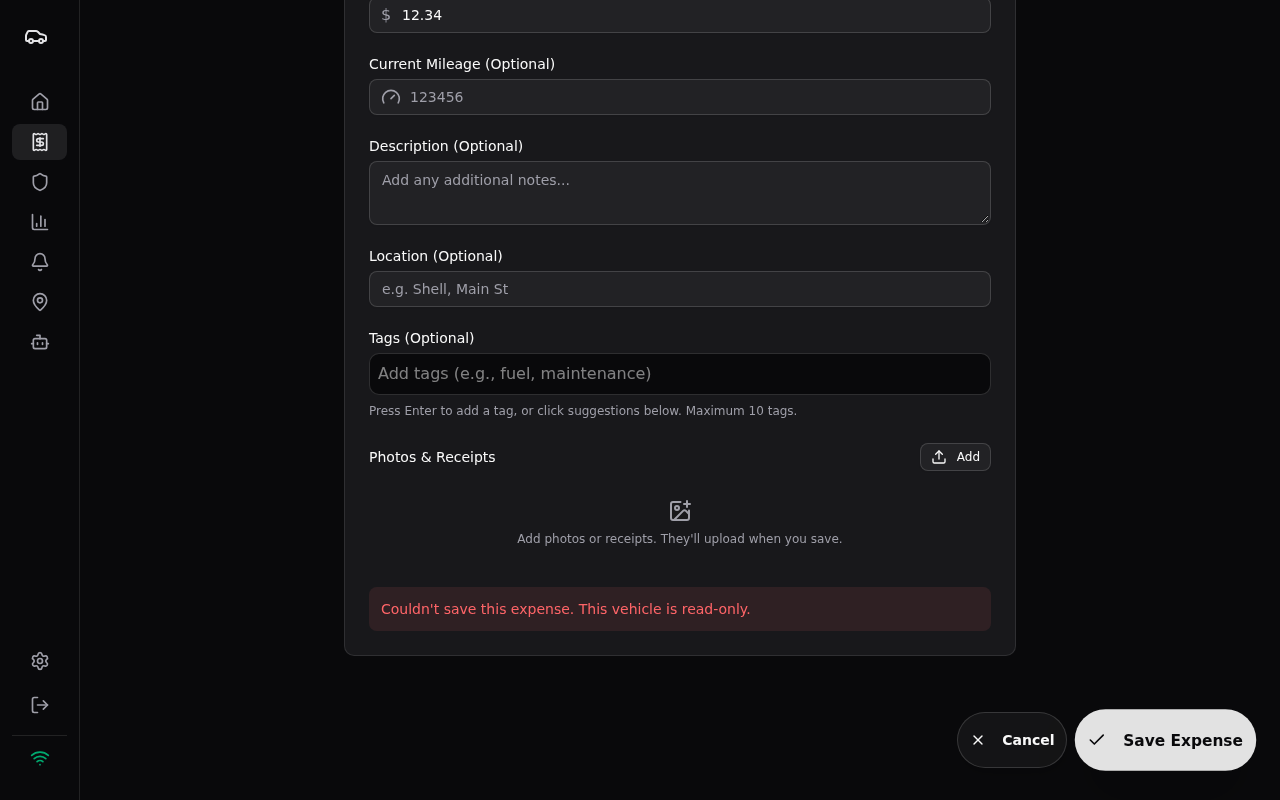 $ 12.34
Current Mileage (Optional)
123456
Description (Optional)
Add any additional notes...
Location (Optional)
e.g. Shell, Main St
Tags (Optional)
Add tags (e.g., fuel, maintenance)
Press Enter to add a tag, or click suggestions below. Maximum 10 tags.
Photos & Receipts
Add
Add photos or receipts. They'll upload when you save.
Couldn't save this expense. This vehicle is read-only.
Cancel
Save Expense